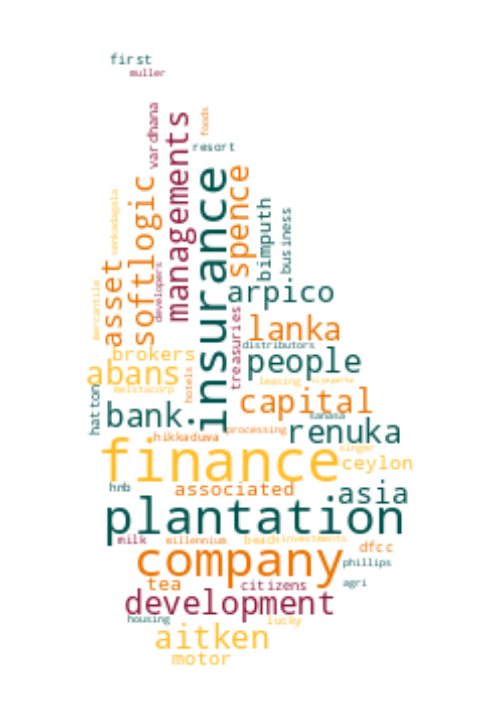 first
muller
vardhana
foods
managements
resort
insurance
spence
softlogic
senkadagala
bimputh
business
asset
developers
mercantile
arpico
treasuries
lanka
distributors
brokers
people
abans
leasing
melstacorp
hotels
hatton
capital
bank.
sanasa
renuka
processing
hikkaduwa
finance
singer
ceylon
hnb
associated
asia
plantation
milk
millennium
beach
investments
dfcc
company
phillips
tea
citizens
agri
development
housing
lucky
aitken
motor